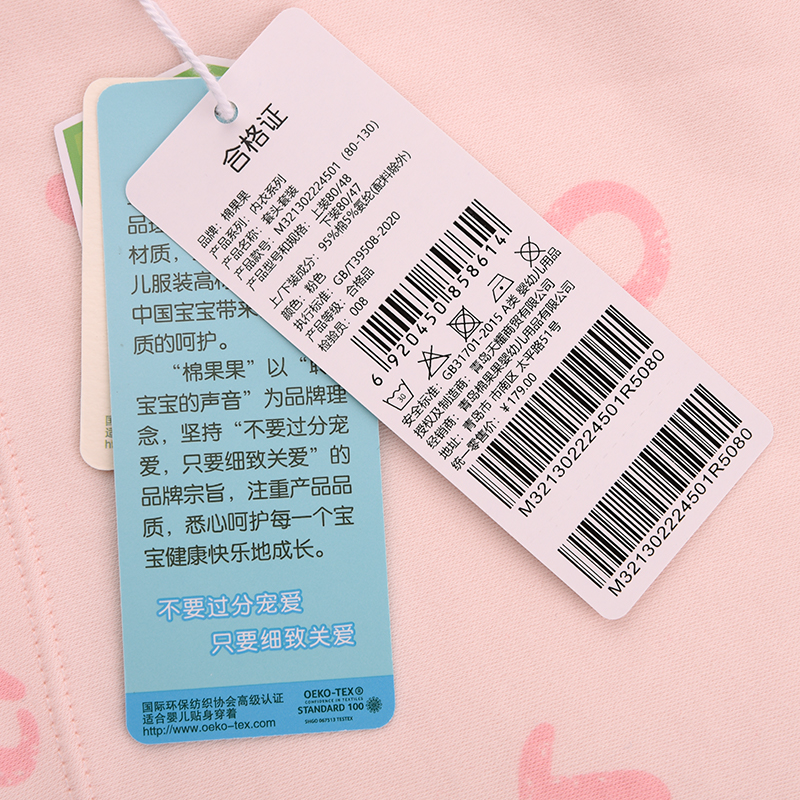 合格证
品牌: 棉果果
产品系列: 内衣系列
产品名称: 套头套装
产品款号: M321302224501 (80-130)
产品型号和规格: 上装80/48
下装80/47
上/下装成分: 95%棉5%氨纶(配料除外)
颜色: 粉色
执行标准: GB/T39508-2020
产品等级: 合格品
检验员: 008
6 920450 858614
30
安全标准: GB31701-2015 A类 婴幼儿用品
授权及制造商: 青岛天龍商贸有限公司
经销商: 青岛棉果果婴幼儿用品有限公司
地址: 青岛市 市南区 太平路51号
统一零售价: ¥179.00
M321302224501R5080
M321302224501R5080
品理
材质，
儿服装高档
中国宝宝带来
质的呵护。
“棉果果”以“
宝宝的声音”为品牌理
念，坚持“不要过分宠
爱，只要细致关爱”的
品牌宗旨，注重产品品
质，悉心呵护每一个宝
宝健康快乐地成长。
不要过分宠爱
只要细致关爱
国际环保纺织协会高级认证
适合婴儿贴身穿着
http://www.oeko-tex.com
OEKO-TEX®
CONFIDENCE IN TEXTILES
STANDARD 100
SHGO 067513 TESTEX